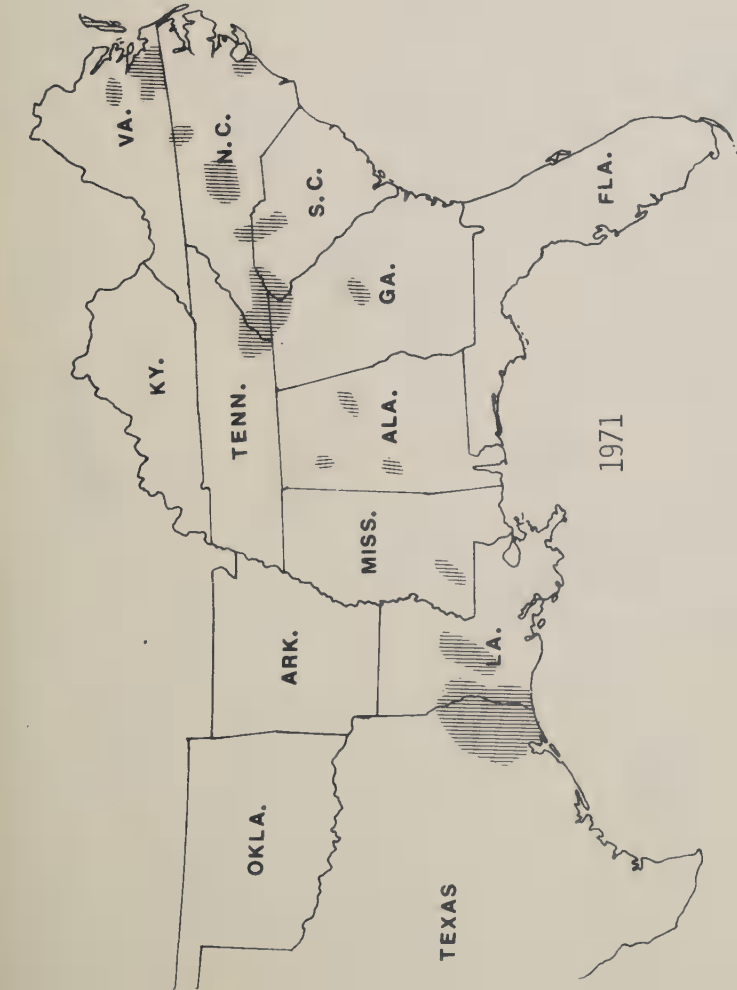 VA.
KY.
N.C.
TENN.
S.C.
OKLA.
ARK.
MISS.
ALA.
GA.
TEXAS
LA.
FLA.
1971